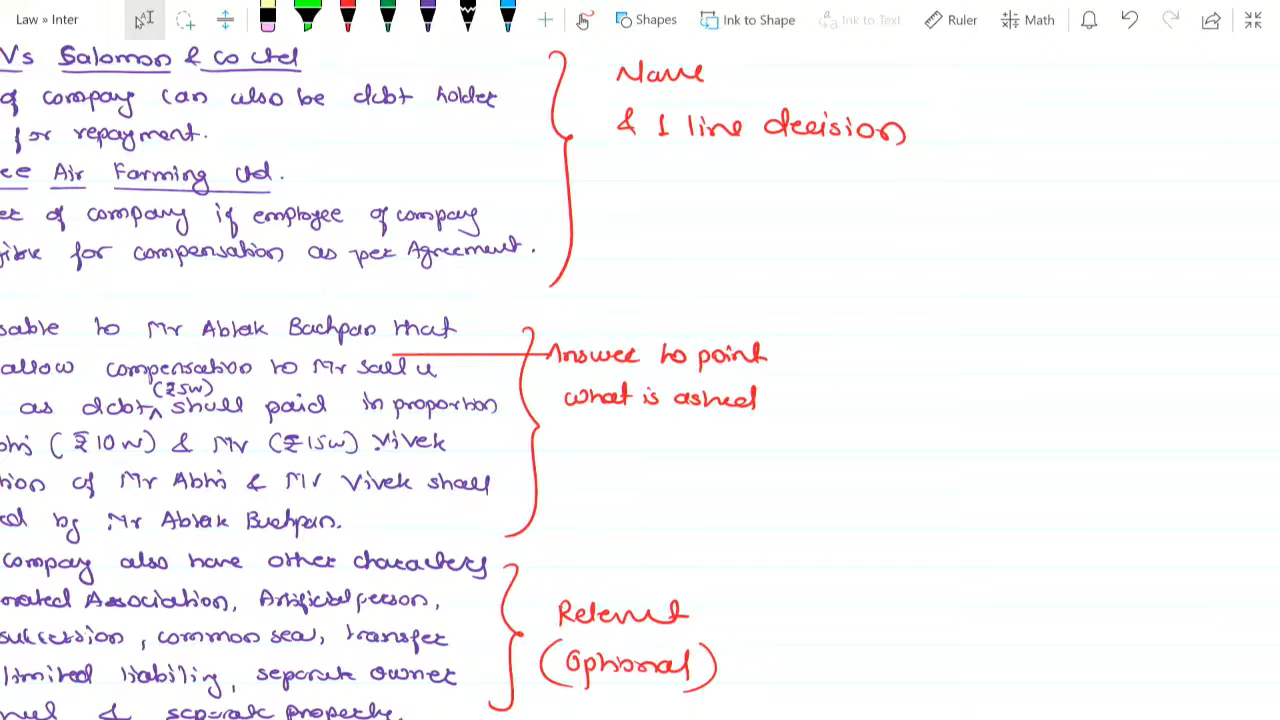 Law » Inter
Shapes
Ink to Shape
Ink to Text
Ruler
Math
Vs Salomon & co Ltd
of company can also be debt holder
for repayment.
Name
& 1 line decision
ee Air Farming Ltd.
er of company if employee of company
gible for compensation as per Agreement.
sable to Mr Ablak Bachpan that
allow compensation to Mr Sallu
(₹5W)
as debt^ shall paid in proportion
bhi (₹10W) & Mr (₹15W) Vivek
tion of Mr Abhi & Mr Vivek shall
ed by Mr Ablak Bachpan.
Answer to point
what is asked
compay also have other characters
orated Association, Artificial person,
succession, common seal, transfer
limited liability, separate owner
& separate property.
Relevnt
(Optional)